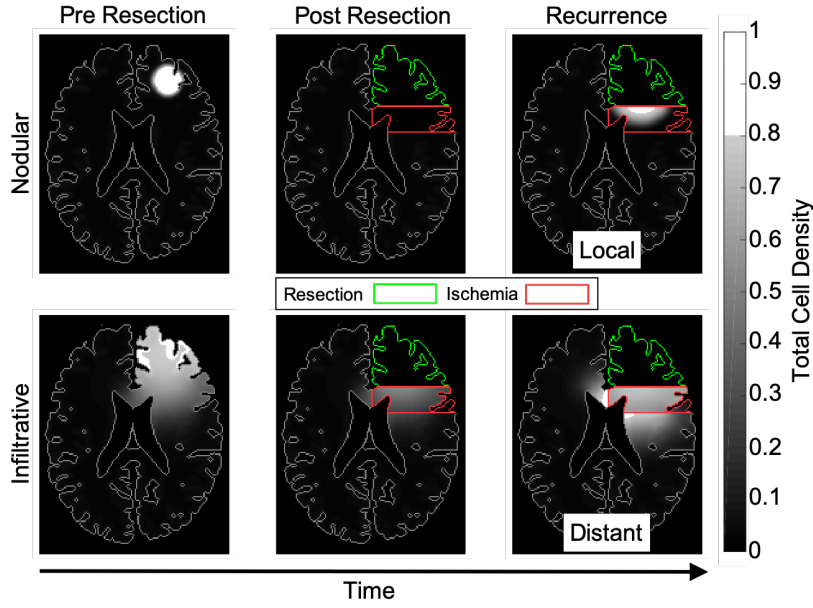 Pre Resection Post Resection Recurrence
Nodular
Local
Resection Ischemia
Infiltrative
Distant
Time
1
0.9
0.8
0.7
0.6
0.5
0.4
0.3
0.2
0.1
0
Total Cell Density